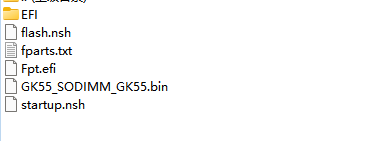 EFI
flash.nsh
fparts.txt
Fpt.efi
GK55_SODIMM_GK55.bin
startup.nsh